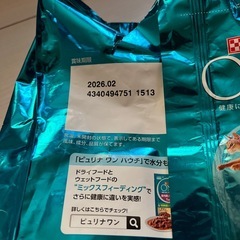 賞味期限
2026.02
4340494751 1513
「ピュリナ ワン パウチ」で水分も
ドライフードと
ウェットフードの
"ミックスフィーディング"で
さらに健康に違いを実感!
詳しくはこちらでチェック!
ピュリナワン
健康に